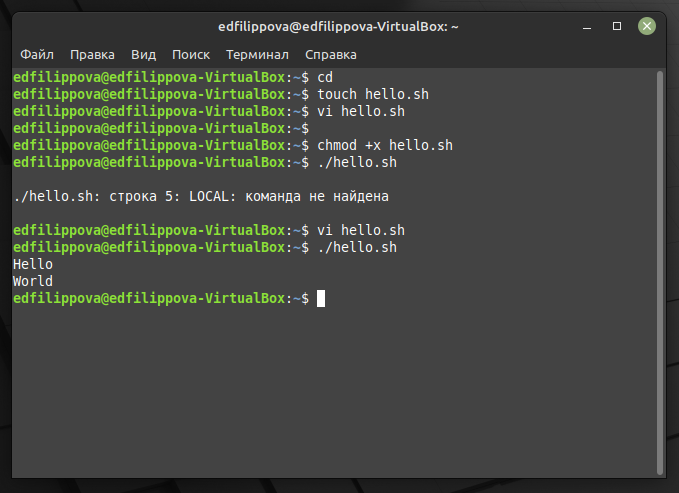 edfilippova@edfilippova-VirtualBox: ~
Файл Правка Вид Поиск Терминал Справка
edfilippova@edfilippova-VirtualBox:~$ cd
edfilippova@edfilippova-VirtualBox:~$ touch hello.sh
edfilippova@edfilippova-VirtualBox:~$ vi hello.sh
edfilippova@edfilippova-VirtualBox:~$
edfilippova@edfilippova-VirtualBox:~$ chmod +x hello.sh
edfilippova@edfilippova-VirtualBox:~$ ./hello.sh
./hello.sh: строка 5: LOCAL: команда не найдена
edfilippova@edfilippova-VirtualBox:~$ vi hello.sh
edfilippova@edfilippova-VirtualBox:~$ ./hello.sh
Hello
World
edfilippova@edfilippova-VirtualBox:~$